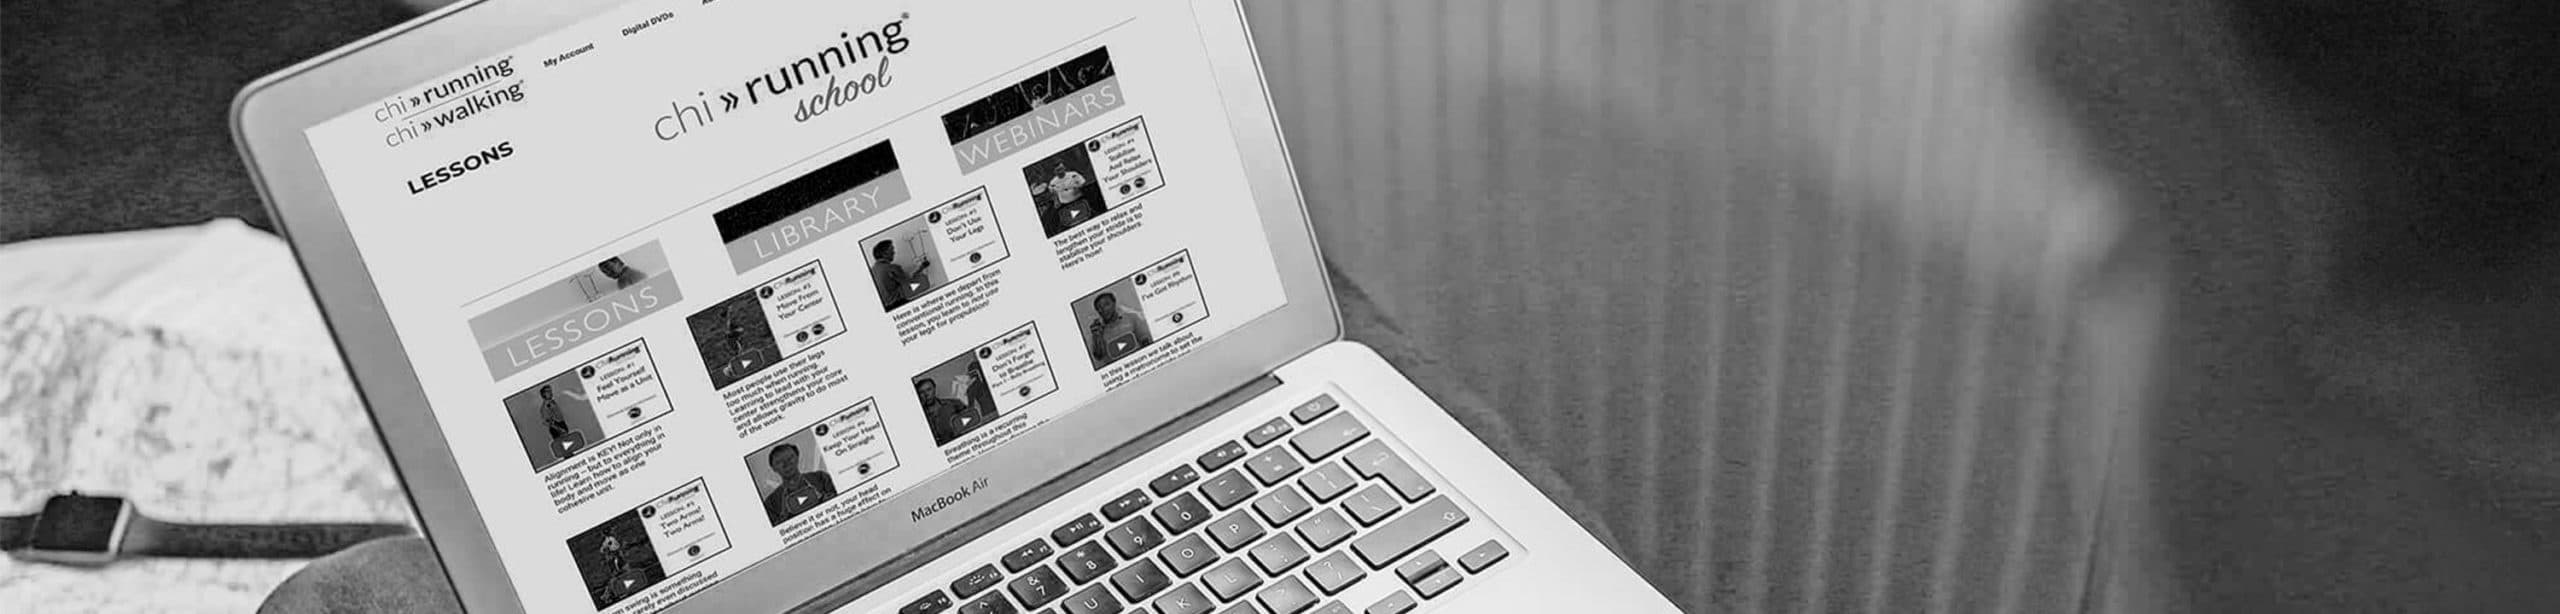 My Account
Digital DVDs
chi»running®
chi»walking®
chi»running®
school
LESSONS
LESSONS
LIBRARY
WEBINARS
ChiRunning
LESSON: #1
Feel Yourself
Move as a Unit
Alignment is KEY! Not only in
running – but to everything in
life! Learn how to align your
body and move as one
cohesive unit.
ChiRunning
LESSON: #2
Move From
Your Center
Most people use their legs
too much when running.
Learning to lead with your
center strengthens your core
and allows gravity to do most
of the work.
ChiRunning
Don't Use
Your Legs
Here is where we depart from
conventional running. In this
lesson, you learn to not use
your legs for propulsion!
ChiRunning
LESSON: #4
Stabilize
And Relax
Your Shoulders
The best way to relax and
lengthen your stride is to
stabilize your shoulders.
Here's how!
ChiRunning
LESSON: #5
Two Arms!
Two Arms!
swing is something
rarely even discussed
ChiRunning
LESSON: #6
Keep Your Head
On Straight
Believe it or not, your head
position has a huge effect on
ChiRunning
LESSON: #7
Don't Forget
to Breathe
Part 1 - Belly Breathing
Breathing is a recurring
theme throughout this
ChiRunning
I've Got Rhythm
In this lesson we talk about
using a metronome to set the
MacBook Air
&
7
*
8
(
9
)
0
U
I
O
P
K
L